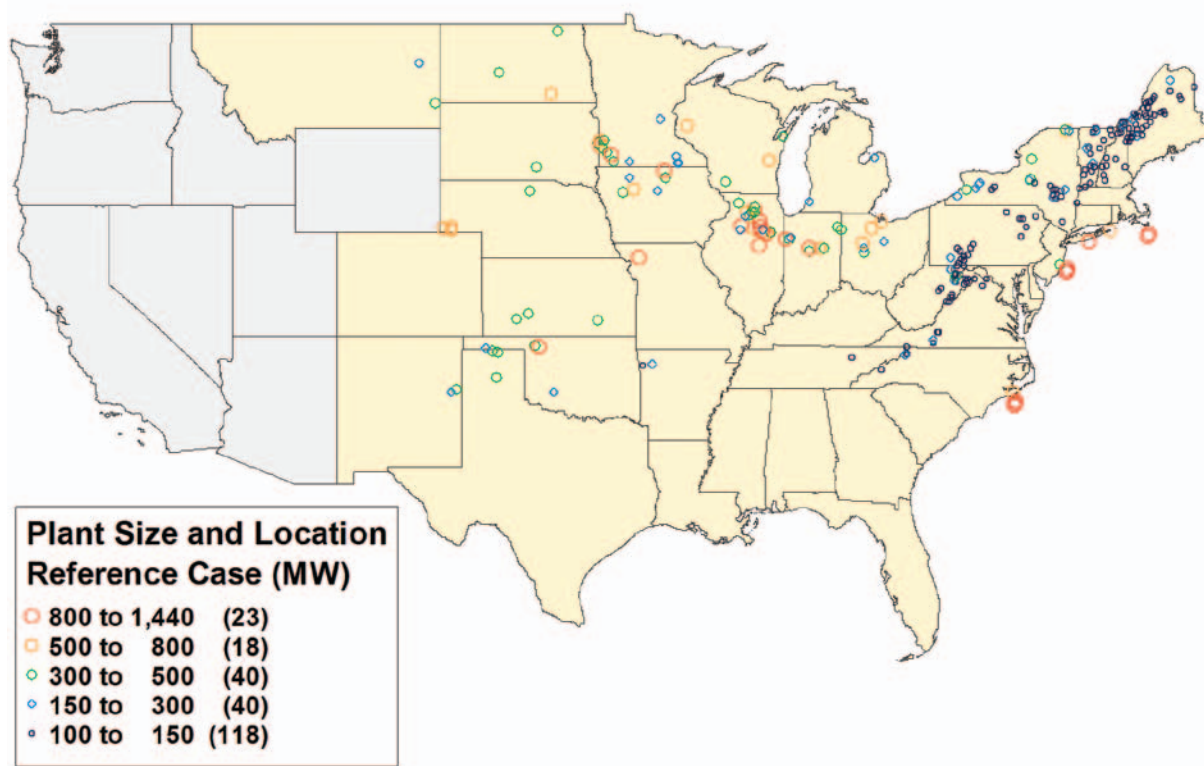 Plant Size and Location
Reference Case (MW)
800 to 1,440 (23)
500 to 800 (18)
300 to 500 (40)
150 to 300 (40)
100 to 150 (118)